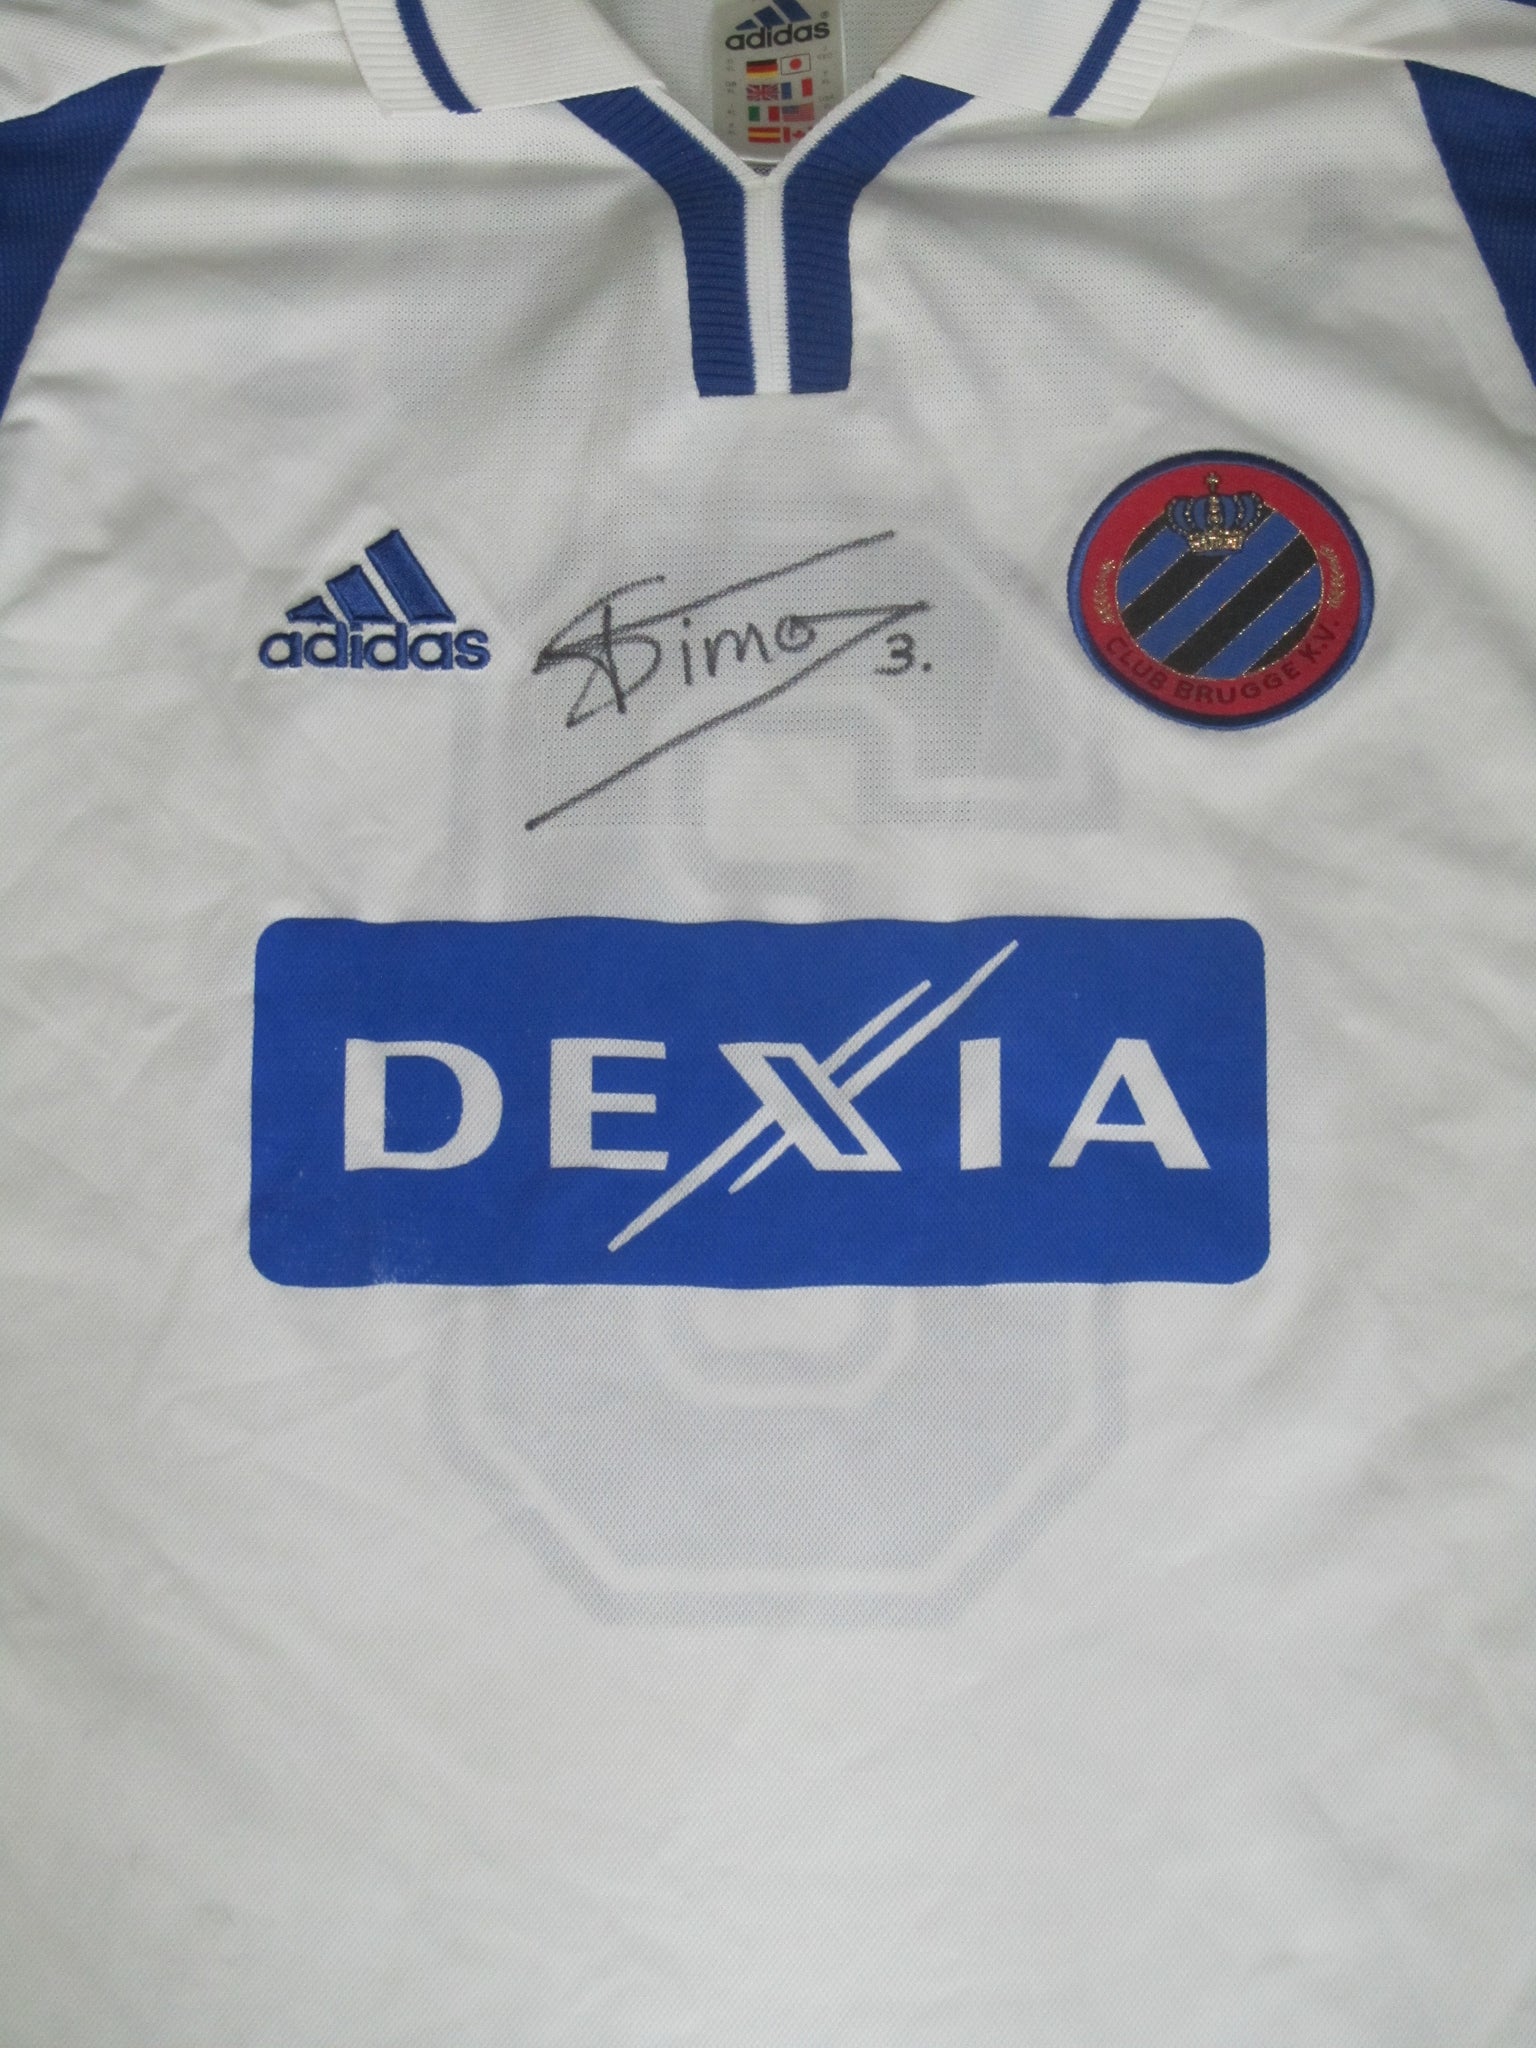 adidas
adidas
Simo
3.
CLUB BRUGGE K.V.
DEXIA